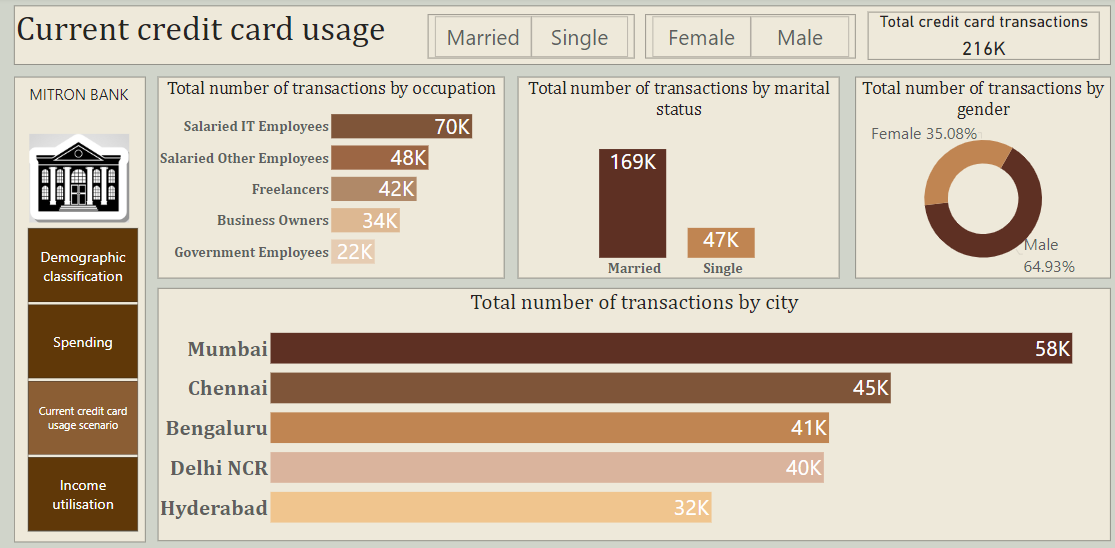 Current credit card usage
Married
Single
Female
Male
Total credit card transactions
216K
MITRON BANK
Demographic
classification
Spending
Current credit card
usage scenario
Income
utilisation
Total number of transactions by occupation
Salaried IT Employees 70K
Salaried Other Employees 48K
Freelancers 42K
Business Owners 34K
Government Employees 22K
Total number of transactions by marital
status
169K
47K
Married
Single
Total number of transactions by
gender
Female 35.08%
Male
64.93%
Total number of transactions by city
Mumbai 58K
Chennai 45K
Bengaluru 41K
Delhi NCR 40K
Hyderabad 32K